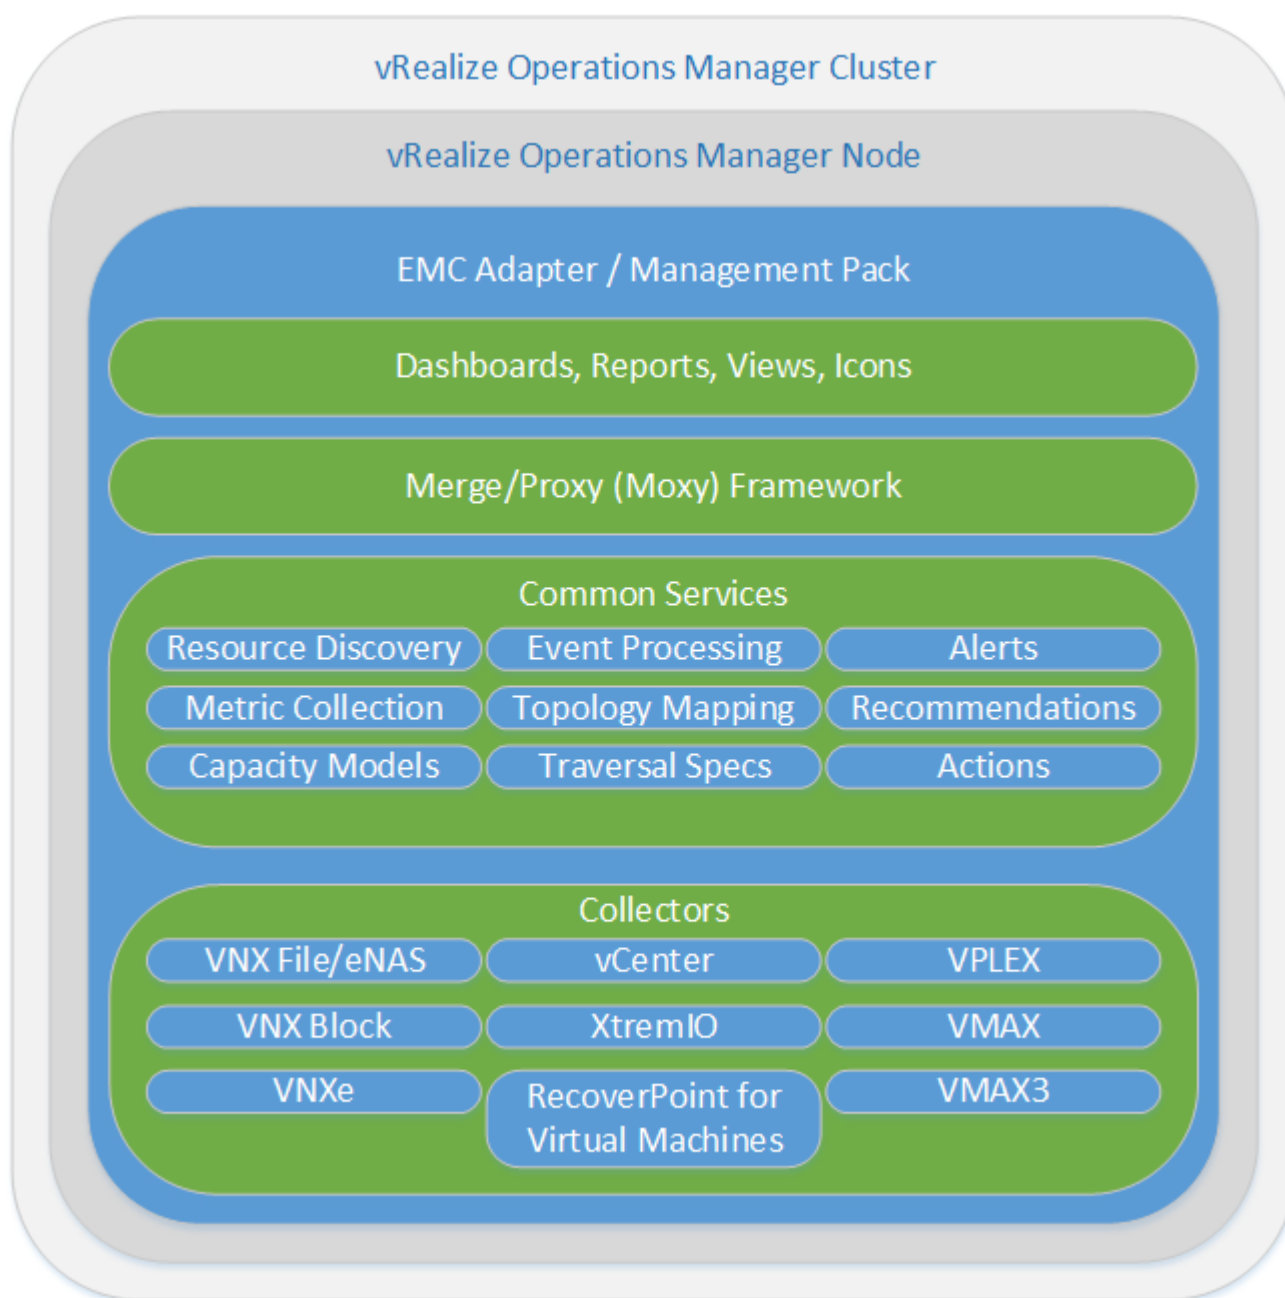 vRealize Operations Manager Cluster
vRealize Operations Manager Node
EMC Adapter / Management Pack
Dashboards, Reports, Views, Icons
Merge/Proxy (Moxy) Framework
Common Services
Resource Discovery Event Processing Alerts
Metric Collection Topology Mapping Recommendations
Capacity Models Traversal Specs Actions
Collectors
VNX File/eNAS vCenter VPLEX
VNX Block XtremIO VMAX
VNXe RecoverPoint for VMAX3
Virtual Machines